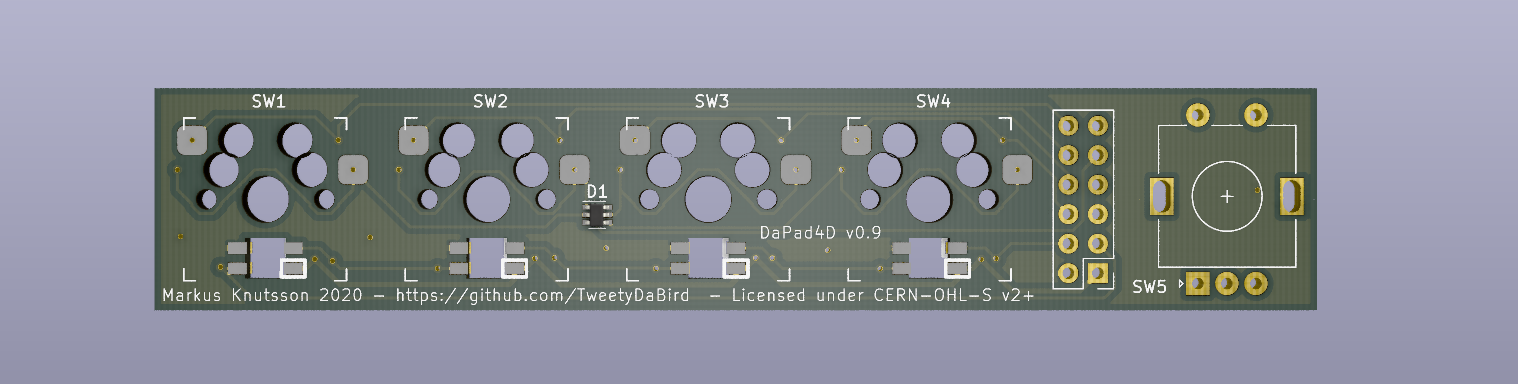 SW1 SW2 SW3 SW4
D1
DaPad4D v0.9
SW5
Markus Knutsson 2020 - https://github.com/TweetyDaBird - Licensed under CERN-OHL-S v2+